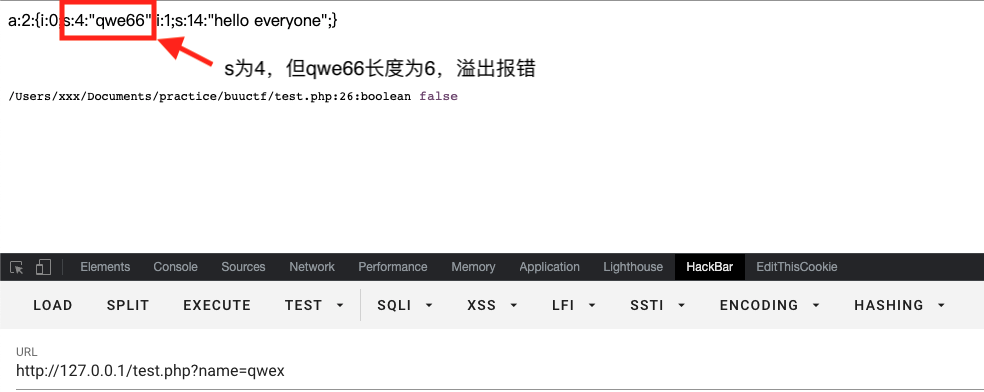 a:2:{i:0;s:4:"qwe66";i:1;s:14:"hello everyone";}
s为4，但qwe66长度为6，溢出报错
/Users/xxx/Documents/practice/buuctf/test.php:26:boolean false
Elements Console Sources Network Performance Memory Application Lighthouse HackBar EditThisCookie
LOAD SPLIT EXECUTE TEST SQLI XSS LFI SSTI ENCODING HASHING
URL
http://127.0.0.1/test.php?name=qwex